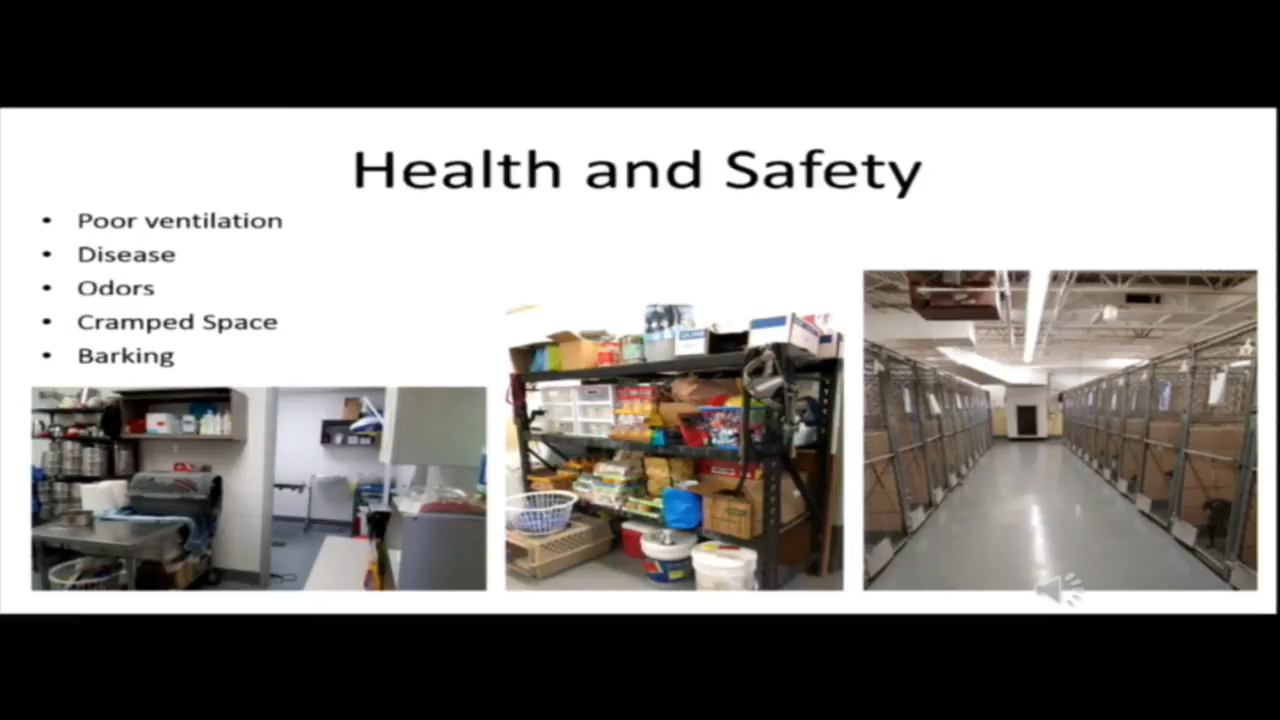 Health and Safety
• Poor ventilation
• Disease
• Odors
• Cramped Space
• Barking